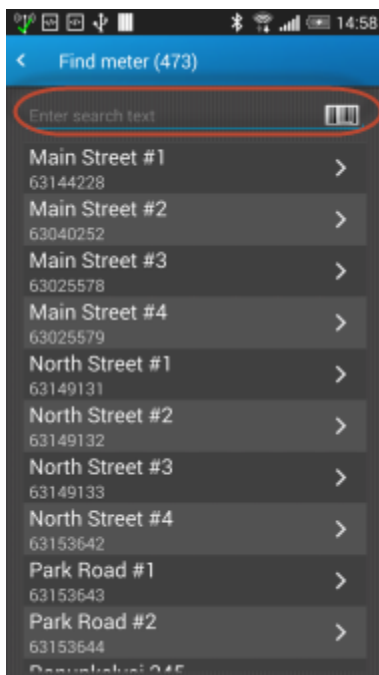 14:58
Find meter (473)
Enter search text
Main Street #1
63144228
Main Street #2
63040252
Main Street #3
63025578
Main Street #4
63025579
North Street #1
63149131
North Street #2
63149132
North Street #3
63149133
North Street #4
63153642
Park Road #1
63153643
Park Road #2
63153644